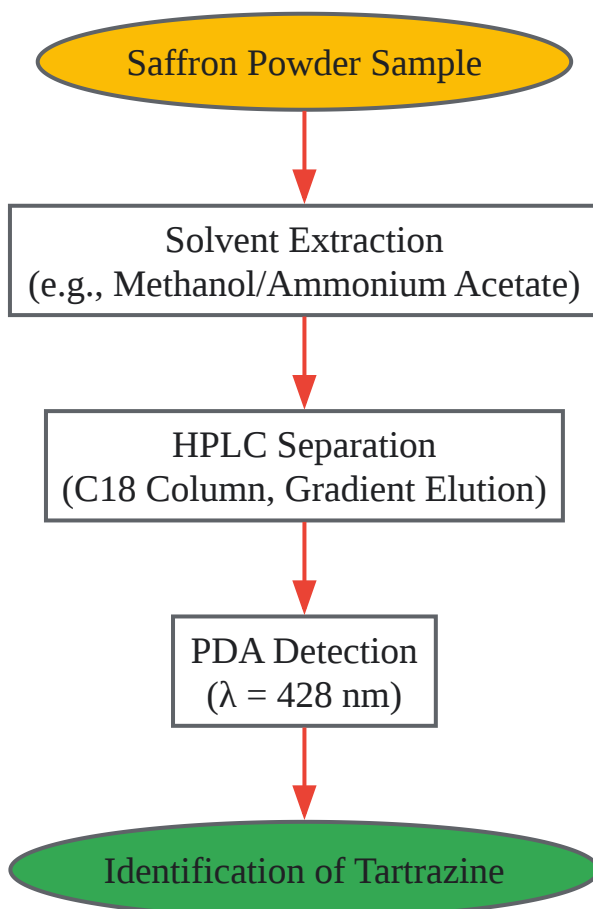 Saffron Powder Sample
Solvent Extraction
(e.g., Methanol/Ammonium Acetate)
HPLC Separation
(C18 Column, Gradient Elution)
PDA Detection
(λ = 428 nm)
Identification of Tartrazine